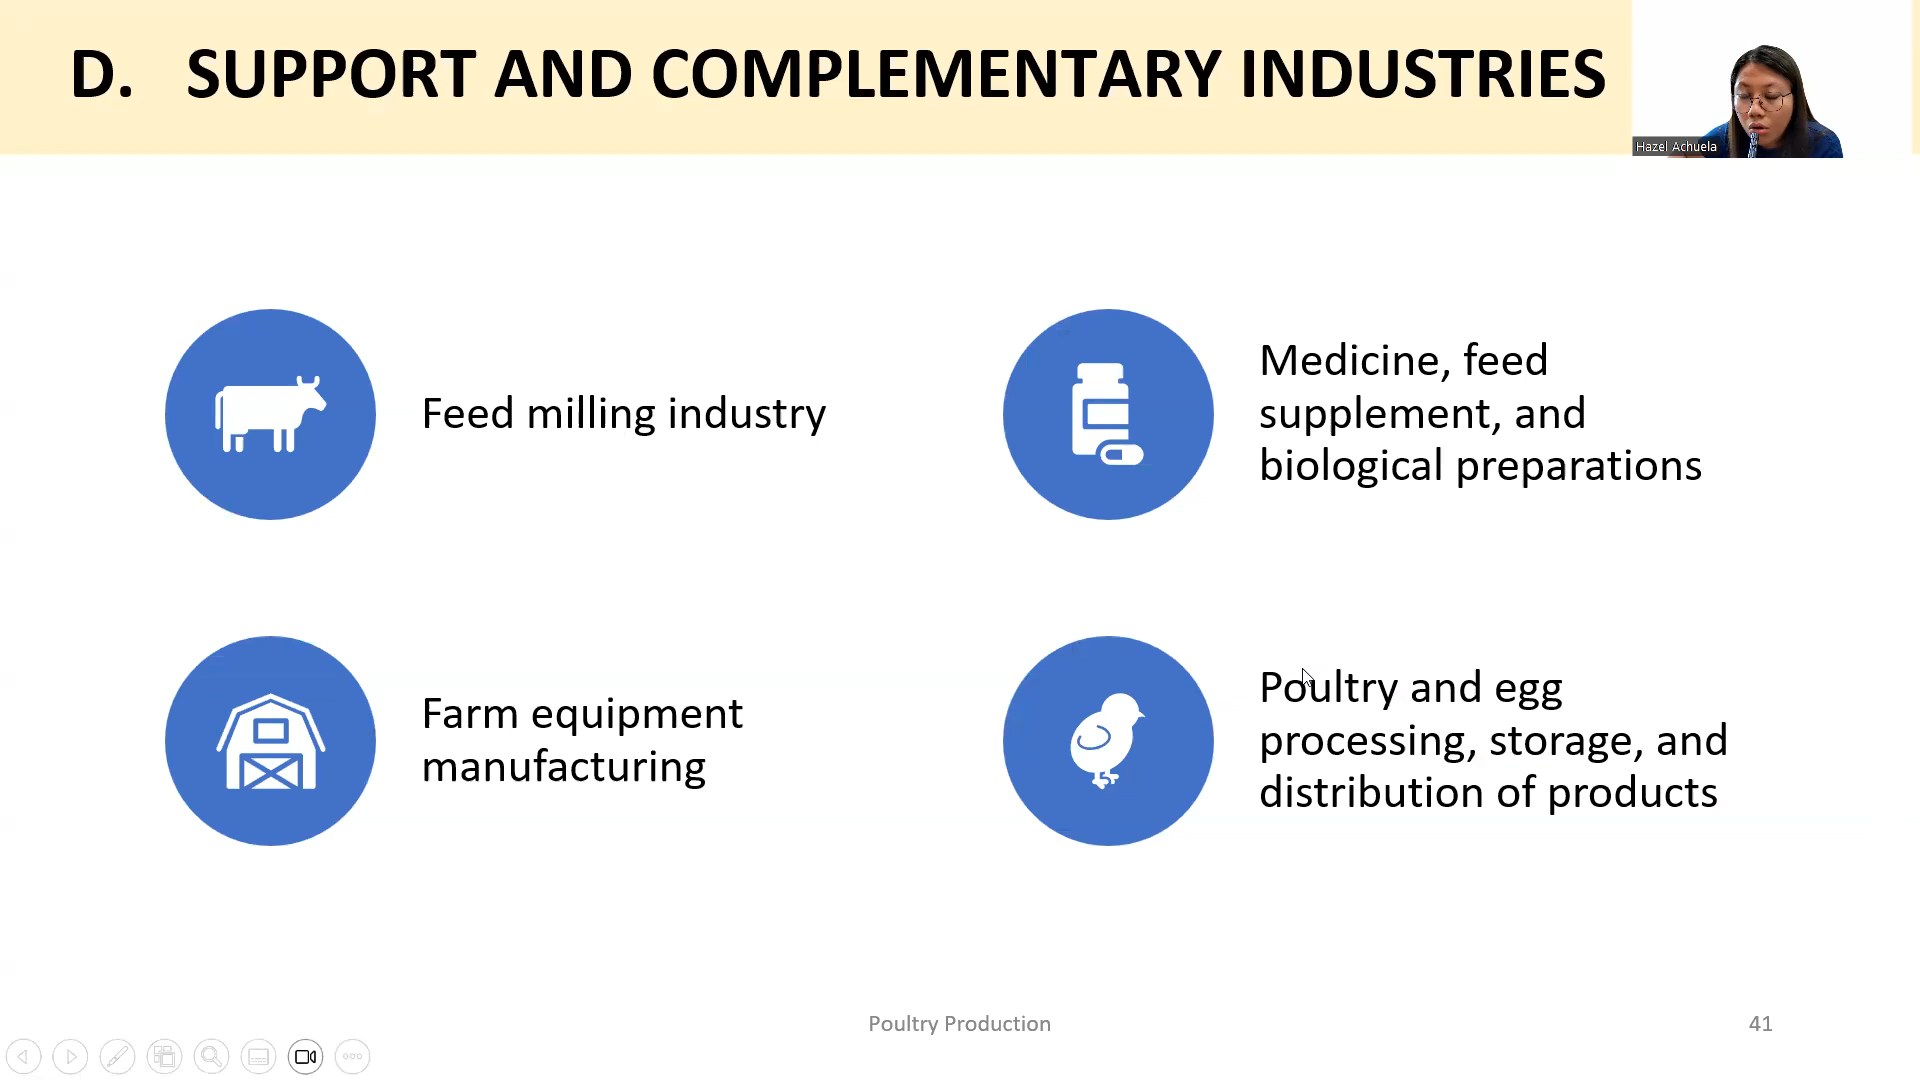 D. SUPPORT AND COMPLEMENTARY INDUSTRIES
Hazel Achuela
Feed milling industry
Medicine, feed
supplement, and
biological preparations
Farm equipment
manufacturing
Poultry and egg
processing, storage, and
distribution of products
Poultry Production
41